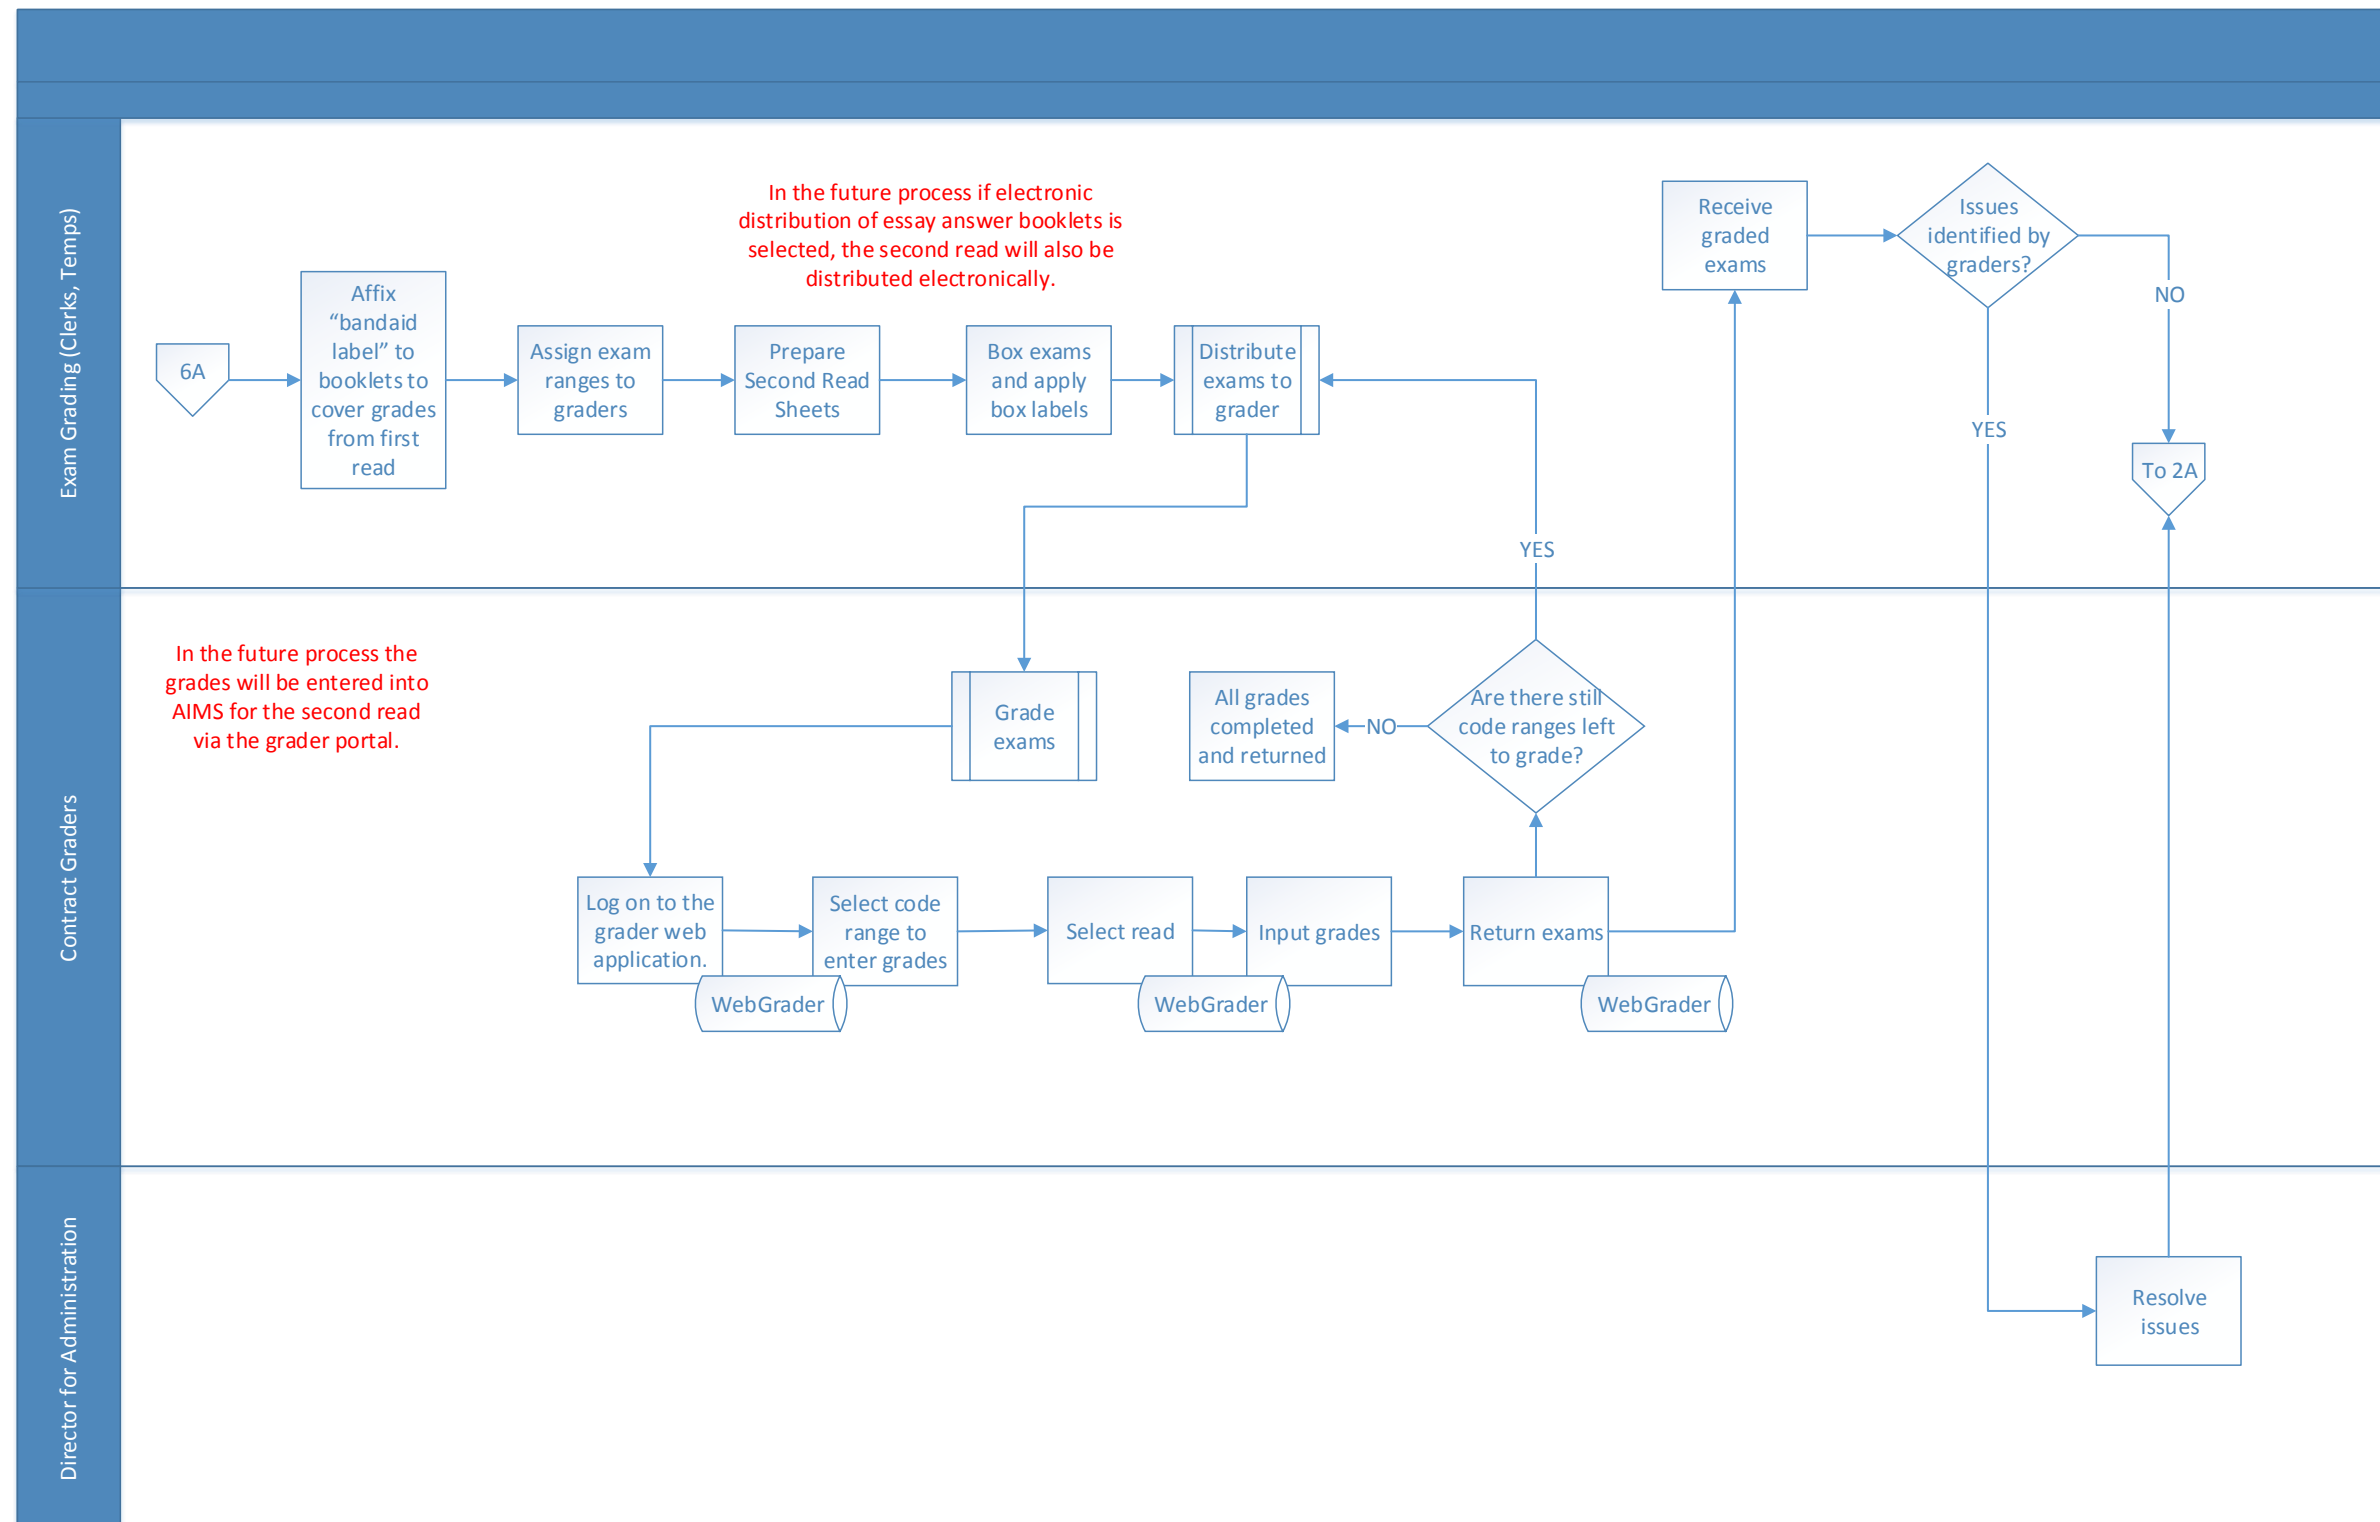 Exam Grading (Clerks, Temps)
In the future process if electronic
distribution of essay answer booklets is
selected, the second read will also be
distributed electronically.
6A
Affix
“bandaid
label” to
booklets to
cover grades
from first
read
Assign exam
ranges to
graders
Prepare
Second Read
Sheets
Box exams
and apply
box labels
Distribute
exams to
grader
Receive
graded
exams
Issues
identified by
graders?
NO
YES
To 2A
YES
Contract Graders
In the future process the
grades will be entered into
AIMS for the second read
via the grader portal.
Grade
exams
All grades
completed
and returned
NO
Are there still
code ranges left
to grade?
Log on to the
grader web
application.
Select code
range to
enter grades
Select read
Input grades
Return exams
WebGrader
WebGrader
WebGrader
Director for Administration
Resolve
issues